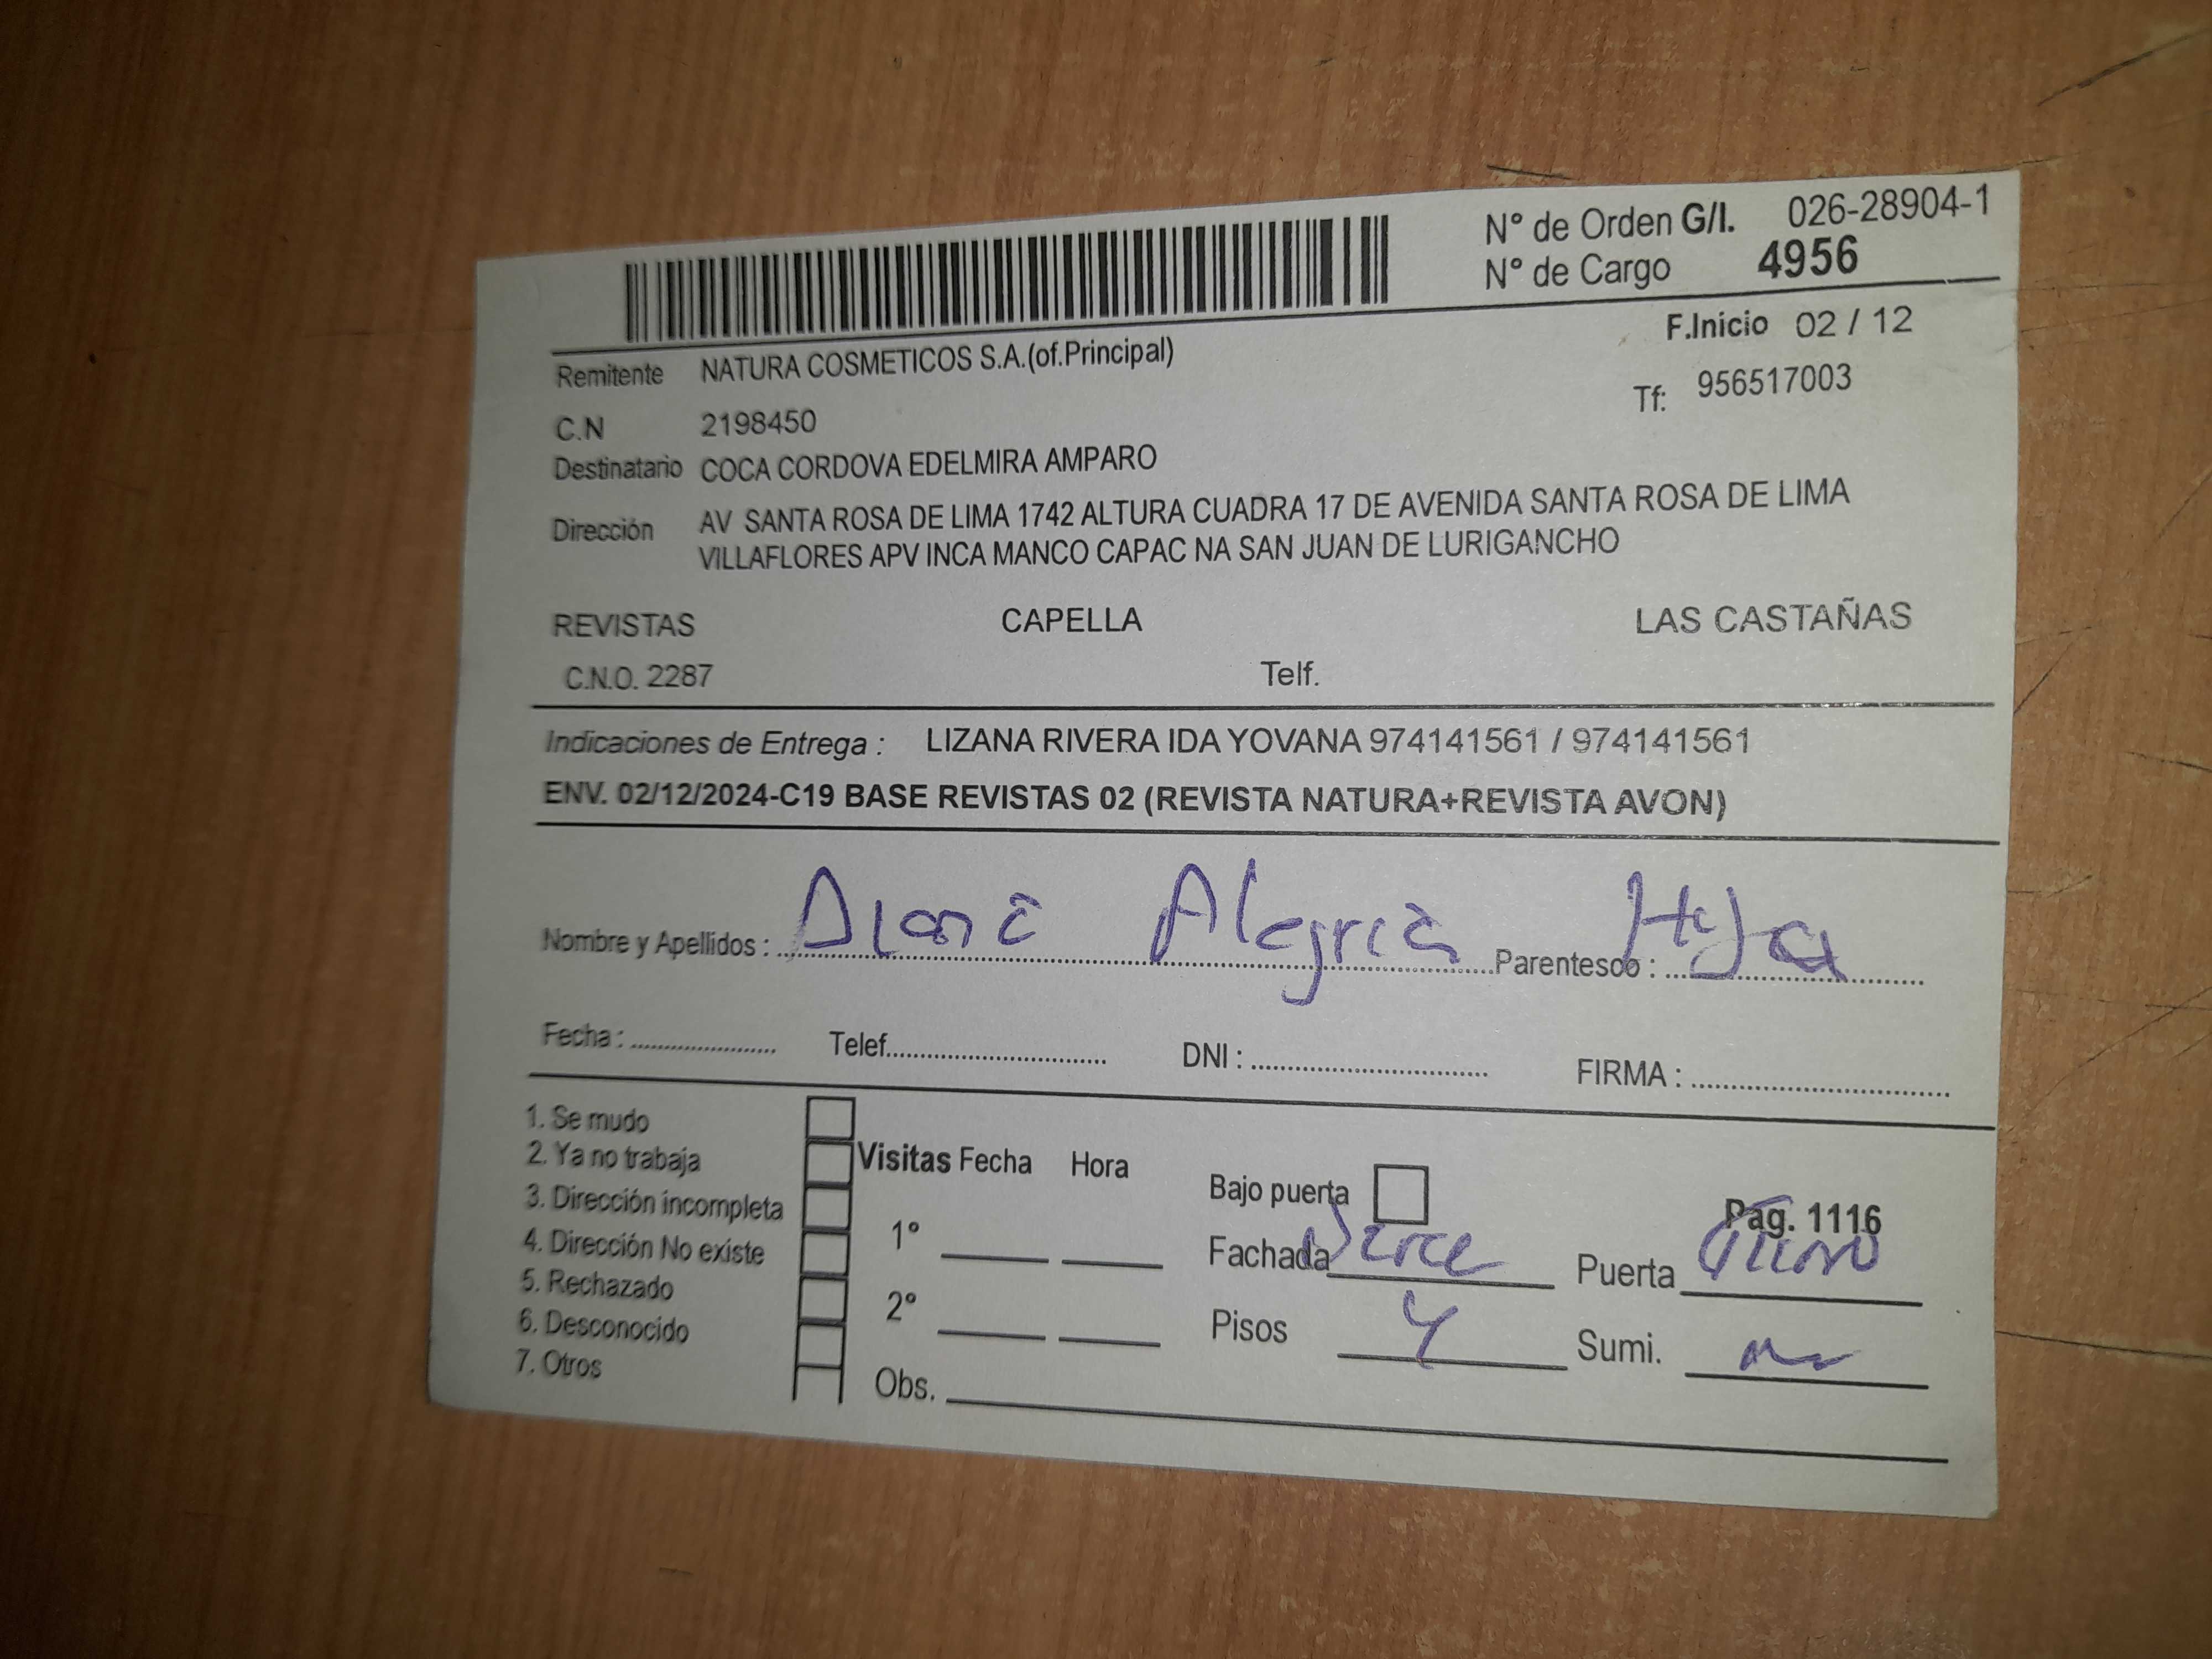 N° de Orden G/I. 026-28904-1
N° de Cargo 4956
F.Inicio 02 / 12
Remitente NATURA COSMETICOS S.A.(of.Principal)
Tf: 956517003
C.N 2198450
Destinatario COCA CORDOVA EDELMIRA AMPARO
Dirección AV SANTA ROSA DE LIMA 1742 ALTURA CUADRA 17 DE AVENIDA SANTA ROSA DE LIMA
VILLAFLORES APV INCA MANCO CAPAC NA SAN JUAN DE LURIGANCHO
REVISTAS CAPELLA LAS CASTAÑAS
C.N.O. 2287 Telf.
Indicaciones de Entrega : LIZANA RIVERA IDA YOVANA 974141561 / 974141561
ENV. 02/12/2024-C19 BASE REVISTAS 02 (REVISTA NATURA+REVISTA AVON)
Nombre y Apellidos : Diana Alegria Parentesco : Hija
Fecha : Telef. DNI : FIRMA :
1. Se mudo
2. Ya no trabaja
3. Dirección incompleta
4. Dirección No existe
5. Rechazado
6. Desconocido
7. Otros
Visitas Fecha Hora
1°
2°
Obs.
Bajo puerta
Pag. 1116
Fachada Puerta
Pisos 4 Sumi.